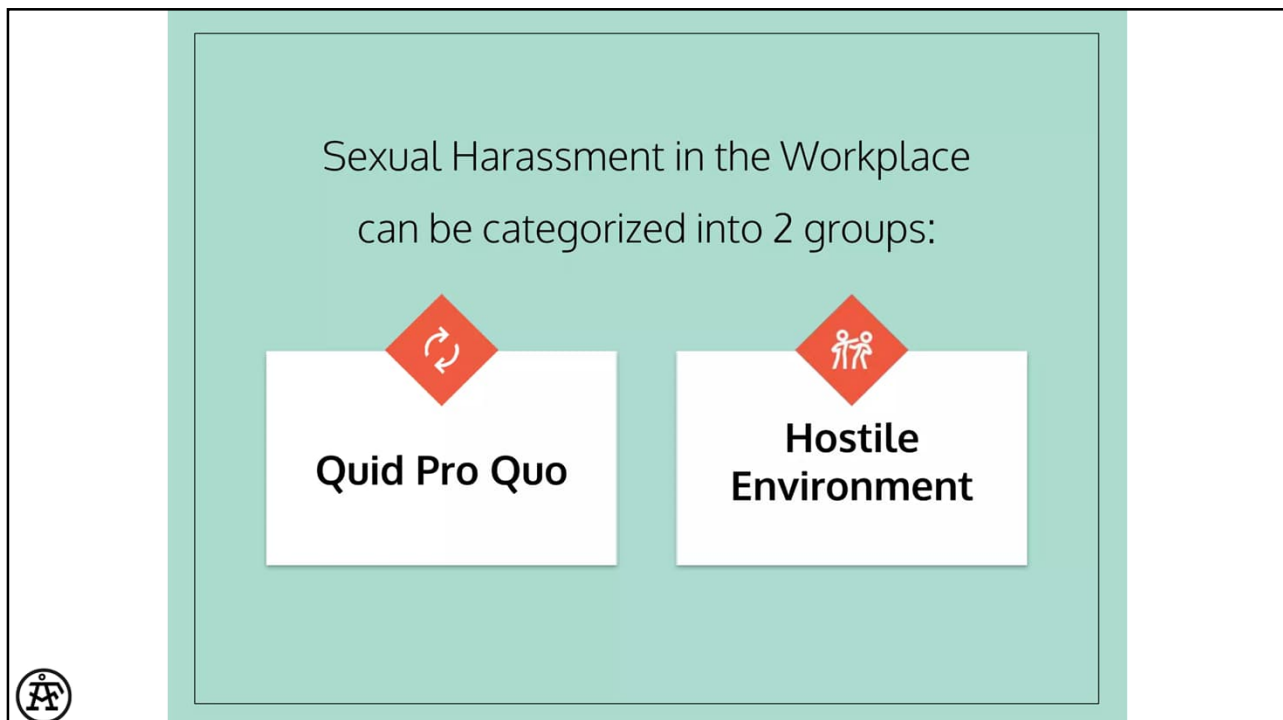 Sexual Harassment in the Workplace
can be categorized into 2 groups:
Quid Pro Quo
Hostile
Environment